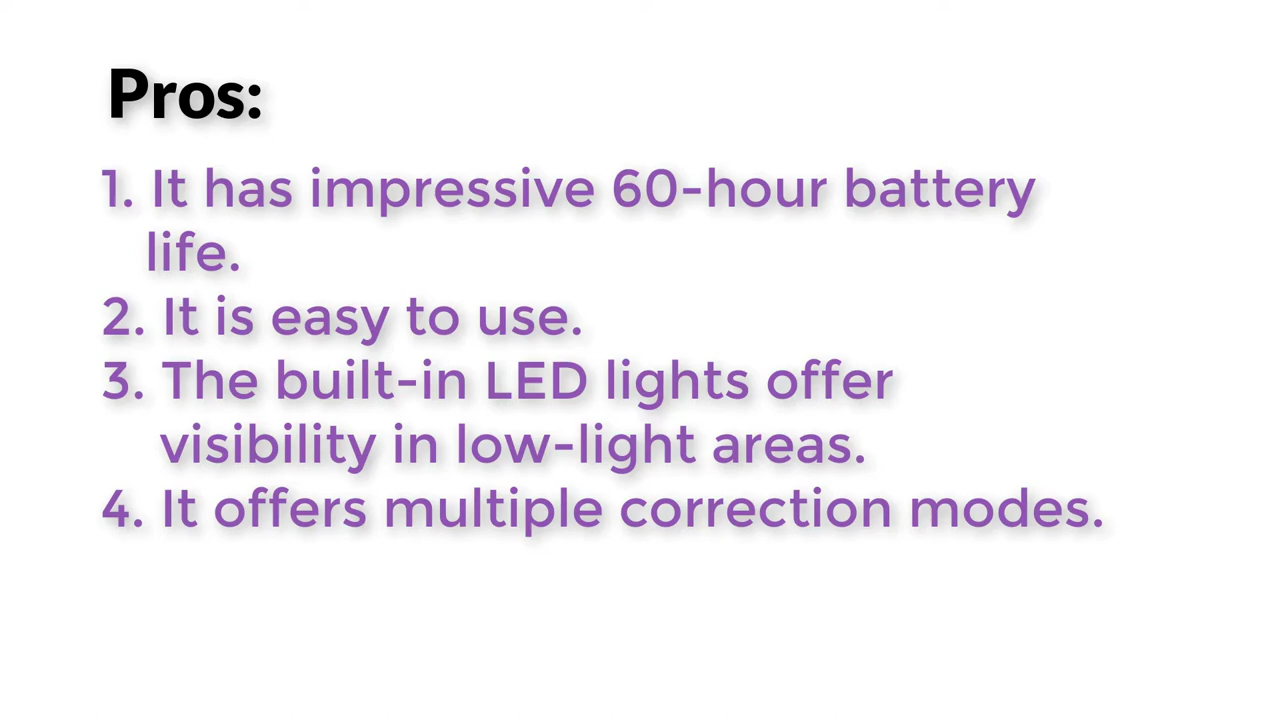 Pros:
1. It has impressive 60-hour battery
life.
2. It is easy to use.
3. The built-in LED lights offer
visibility in low-light areas.
4. It offers multiple correction modes.